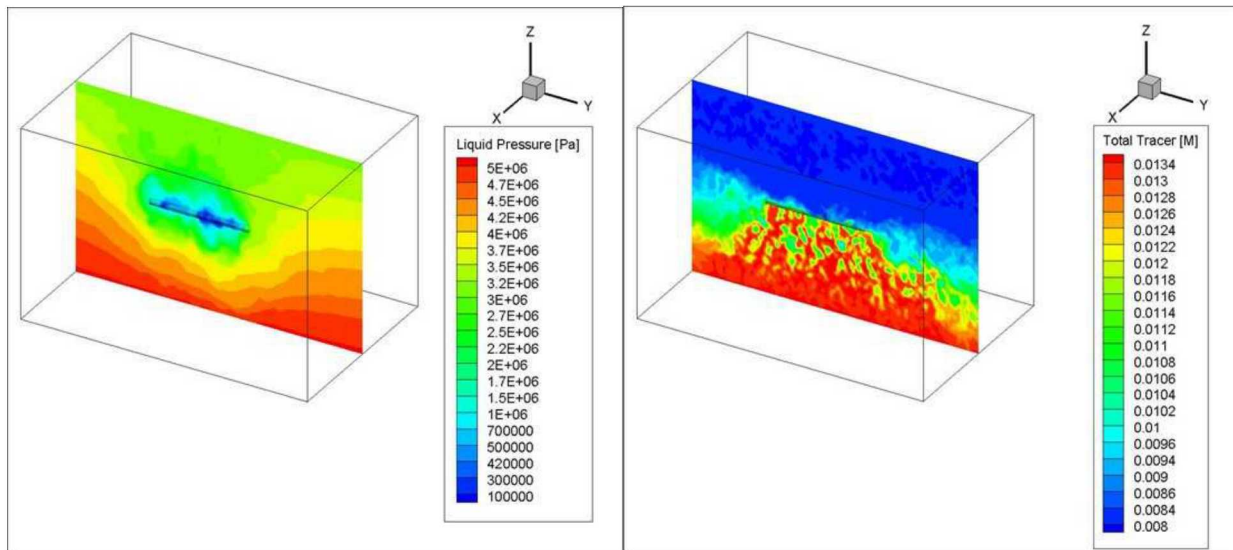 Z
Y
X
Liquid Pressure [Pa]
5E+06
4.7E+06
4.5E+06
4.2E+06
4E+06
3.7E+06
3.5E+06
3.2E+06
3E+06
2.7E+06
2.5E+06
2.2E+06
2E+06
1.7E+06
1.5E+06
1E+06
700000
500000
420000
300000
100000
Z
Y
X
Total Tracer [M]
0.0134
0.013
0.0128
0.0126
0.0124
0.0122
0.012
0.0118
0.0116
0.0114
0.0112
0.011
0.0108
0.0106
0.0104
0.0102
0.01
0.0096
0.0094
0.009
0.0086
0.0084
0.008